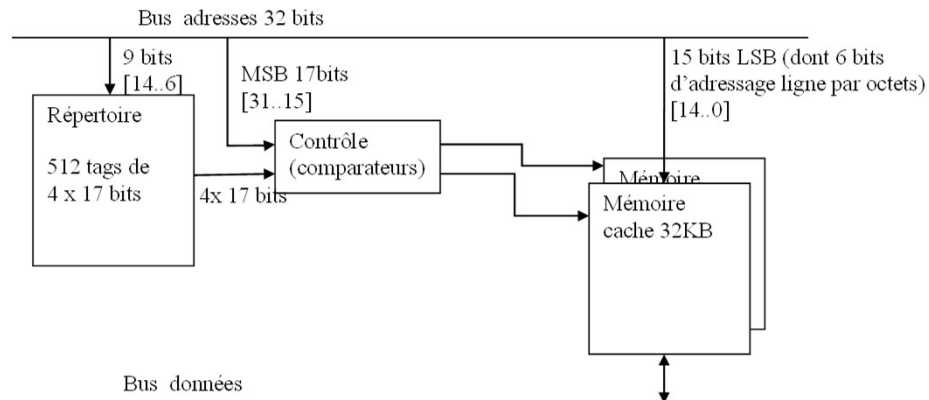 Bus adresses 32 bits
9 bits
[14..6]
MSB 17bits
[31..15]
15 bits LSB (dont 6 bits
d'adressage ligne par octets)
[14..0]
Répertoire
512 tags de
4 x 17 bits
4x 17 bits
Contrôle
(comparateurs)
Mémoire
Mémoire
cache 32KB
Bus données